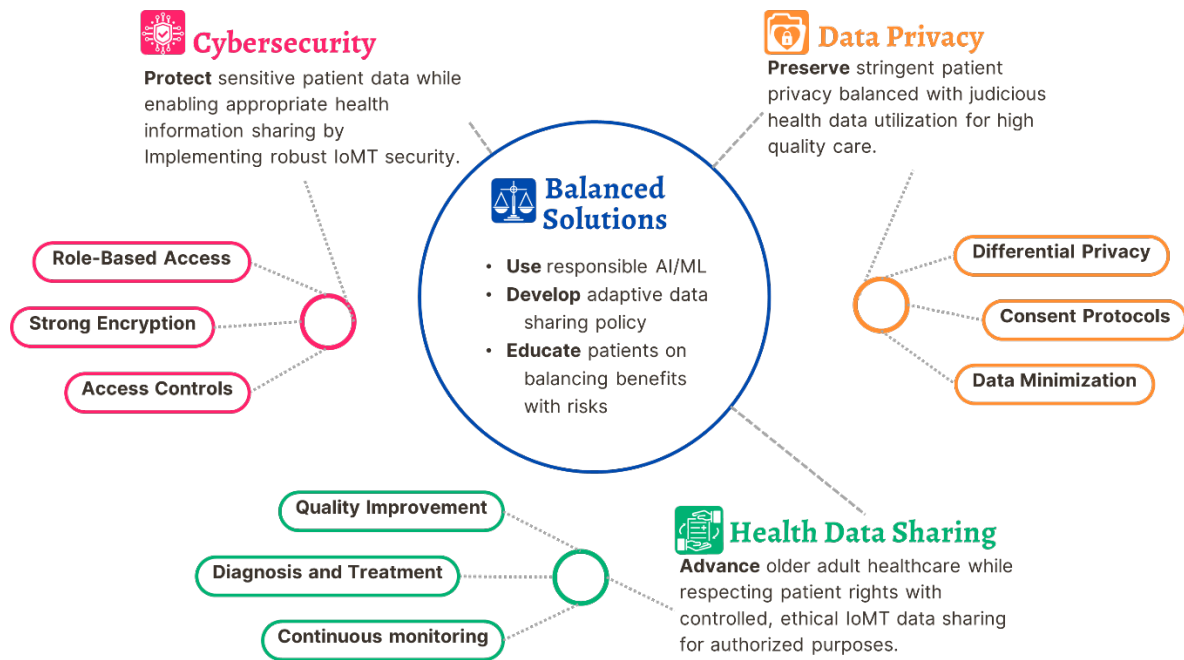 Cybersecurity
Protect sensitive patient data while
enabling appropriate health
information sharing by
Implementing robust IoMT security.
Role-Based Access
Strong Encryption
Access Controls
Data Privacy
Preserve stringent patient
privacy balanced with judicious
health data utilization for high
quality care.
Differential Privacy
Consent Protocols
Data Minimization
Balanced
Solutions
• Use responsible AI/ML
• Develop adaptive data
sharing policy
• Educate patients on
balancing benefits
with risks
Quality Improvement
Diagnosis and Treatment
Continuous monitoring
Health Data Sharing
Advance older adult healthcare while
respecting patient rights with
controlled, ethical IoMT data sharing
for authorized purposes.